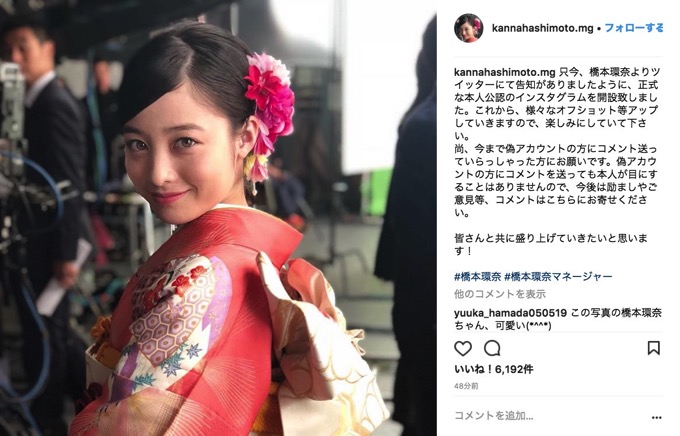 kannahashimoto.mg • フォローする
kannahashimoto.mg 只今、橋本環奈よりツ
イッターにて告知がありましたように、正式
な本人公認のインスタグラムを開設致しまし
た。これから、様々なオフショット等アップ
していきますので、楽しみにしていて下さ
い。
尚、今まで偽アカウントの方にコメント送っ
ていらっしゃった方にお願いです。偽アカウ
ントの方にコメントを送っても本人が目にす
ることはありませんので、今後は励ましやご
意見等、コメントはこちらにお寄せくださ
い。
皆さんと共に盛り上げていきたいと思いま
す！
#橋本環奈 #橋本環奈マネージャー
他のコメントを表示
yuuka_hamada050519 この写真の橋本環奈
ちゃん、可愛い(*^^*)
いいね！6,192件
48分前
コメントを追加...